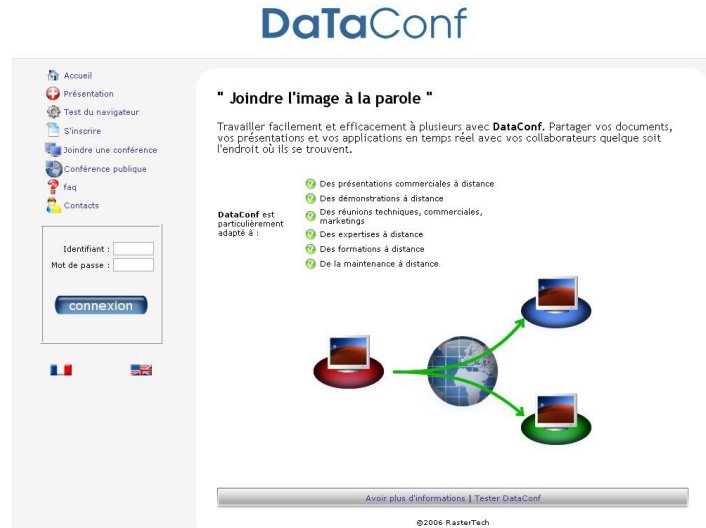 DaTaConf
Accueil
Présentation
Test du navigateur
S'inscrire
Joindre une conférence
Conférence publique
faq
Contacts
Identifiant :
Mot de passe :
connexion
" Joindre l'image à la parole "
Travailler facilement et efficacement à plusieurs avec DataConf. Partager vos documents,
vos présentations et vos applications en temps réel avec vos collaborateurs quelque soit
l'endroit où ils se trouvent.
DataConf est
particulièrement
adapté à :
Des présentations commerciales à distance
Des démonstrations à distance
Des réunions techniques, commerciales,
marketings
Des expertises à distance
Des formations à distance
De la maintenance à distance
Avoir plus d'informations | Tester DataConf
©2006 RasterTech